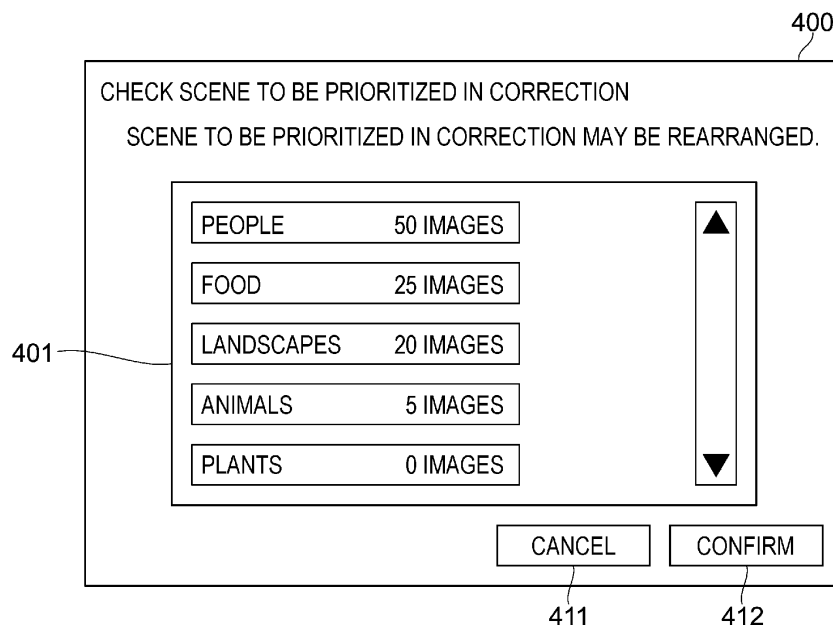 400
CHECK SCENE TO BE PRIORITIZED IN CORRECTION
SCENE TO BE PRIORITIZED IN CORRECTION MAY BE REARRANGED.
PEOPLE 50 IMAGES
FOOD 25 IMAGES
LANDSCAPES 20 IMAGES
401
ANIMALS 5 IMAGES
PLANTS 0 IMAGES
CANCEL CONFIRM
411 412